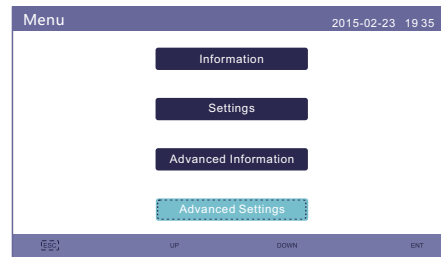 Menu 2015-02-23 19 35
Information
Settings
Advanced Information
Advanced Settings
ESC UP DOWN ENT